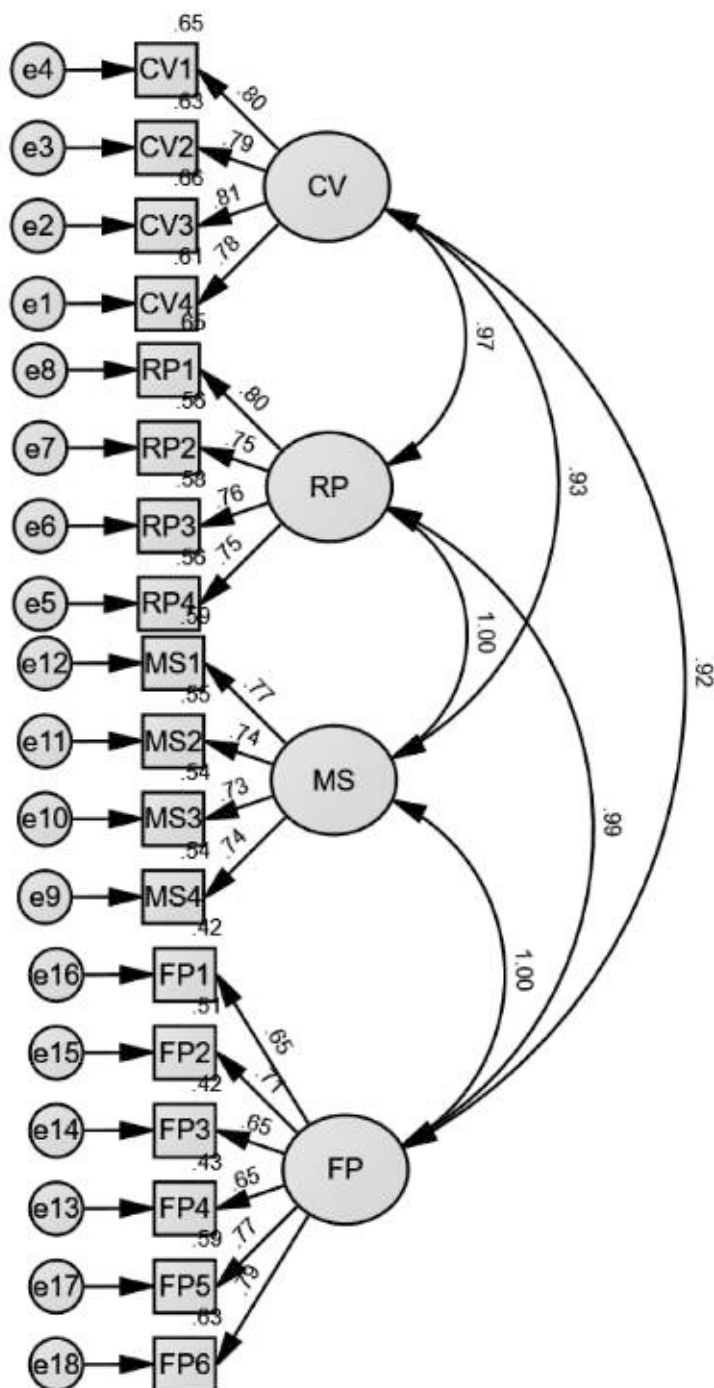 .65
e4 CV1 .80
.63
e3 CV2 .79 CV
.66
e2 CV3 .81
.61
e1 CV4 .78
.65
e8 RP1 .80 .97
.56
e7 RP2 .75 RP .93
.58
e6 RP3 .76
.56
e5 RP4 .75
.59
e12 MS1 .77 1.00 .92
.55
e11 MS2 .74 MS
.54
e10 MS3 .73 .99
.54
e9 MS4 .74
.42
e16 FP1 .65 1.00
.51
e15 FP2 .71
.42
e14 FP3 .65 FP
.43
e13 FP4 .65
.59
e17 FP5 .77
.63
e18 FP6 .79